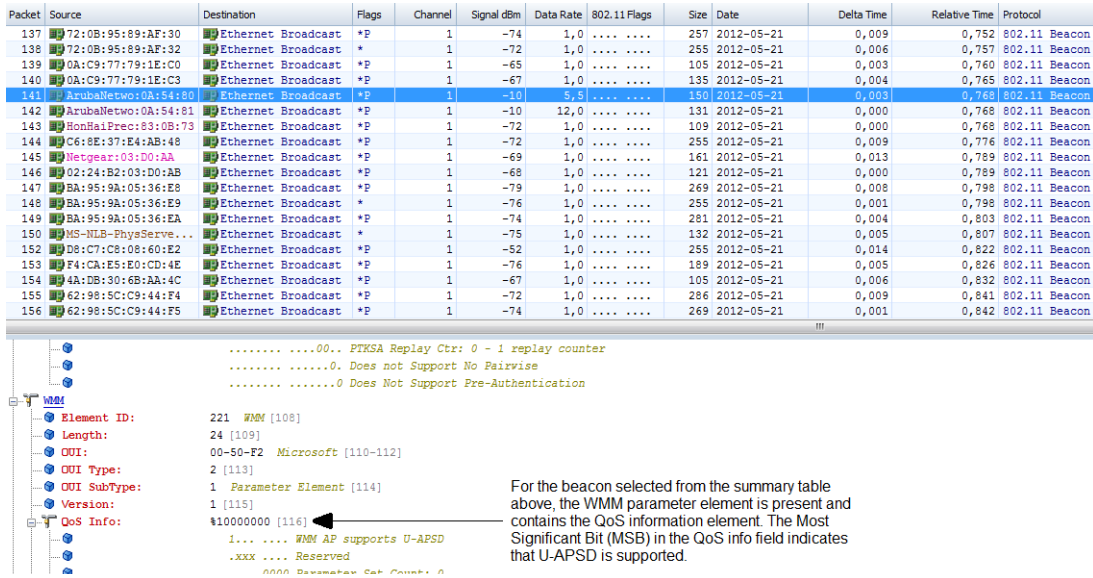 Packet Source Destination Flags Channel Signal dBm Data Rate 802.11 Flags Size Date Delta Time Relative Time Protocol
137 72:0B:95:89:AF:30 Ethernet Broadcast *P 1 -74 1,0 .... .... 257 2012-05-21 0,009 0,752 802.11 Beacon
138 72:0B:95:89:AF:32 Ethernet Broadcast * 1 -72 1,0 .... .... 255 2012-05-21 0,006 0,757 802.11 Beacon
139 0A:C9:77:79:1E:C0 Ethernet Broadcast *P 1 -65 1,0 .... .... 105 2012-05-21 0,003 0,760 802.11 Beacon
140 0A:C9:77:79:1E:C3 Ethernet Broadcast *P 1 -67 1,0 .... .... 135 2012-05-21 0,004 0,765 802.11 Beacon
141 ArubaNetwo:0A:54:80 Ethernet Broadcast *P 1 -10 5,5 .... .... 150 2012-05-21 0,003 0,768 802.11 Beacon
142 ArubaNetwo:0A:54:81 Ethernet Broadcast *P 1 -10 12,0 .... .... 131 2012-05-21 0,000 0,768 802.11 Beacon
143 HonHaiPrec:83:0B:73 Ethernet Broadcast *P 1 -72 1,0 .... .... 109 2012-05-21 0,000 0,768 802.11 Beacon
144 C6:8E:37:E4:AB:48 Ethernet Broadcast *P 1 -72 1,0 .... .... 255 2012-05-21 0,009 0,776 802.11 Beacon
145 Netgear:03:D0:AA Ethernet Broadcast *P 1 -69 1,0 .... .... 161 2012-05-21 0,013 0,789 802.11 Beacon
146 02:24:B2:03:D0:AB Ethernet Broadcast *P 1 -68 1,0 .... .... 121 2012-05-21 0,000 0,789 802.11 Beacon
147 BA:95:9A:05:36:E8 Ethernet Broadcast *P 1 -79 1,0 .... .... 269 2012-05-21 0,008 0,798 802.11 Beacon
148 BA:95:9A:05:36:E9 Ethernet Broadcast * 1 -76 1,0 .... .... 255 2012-05-21 0,001 0,798 802.11 Beacon
149 BA:95:9A:05:36:EA Ethernet Broadcast *P 1 -74 1,0 .... .... 281 2012-05-21 0,004 0,803 802.11 Beacon
150 MS-NLB-PhysServe... Ethernet Broadcast * 1 -75 1,0 .... .... 132 2012-05-21 0,005 0,807 802.11 Beacon
152 D8:C7:C8:08:60:E2 Ethernet Broadcast *P 1 -52 1,0 .... .... 255 2012-05-21 0,014 0,822 802.11 Beacon
153 F4:CA:E5:E0:CD:4E Ethernet Broadcast *P 1 -76 1,0 .... .... 189 2012-05-21 0,005 0,826 802.11 Beacon
154 4A:DB:30:6B:AA:4C Ethernet Broadcast *P 1 -67 1,0 .... .... 105 2012-05-21 0,006 0,832 802.11 Beacon
155 62:98:5C:C9:44:F4 Ethernet Broadcast *P 1 -72 1,0 .... .... 286 2012-05-21 0,009 0,841 802.11 Beacon
156 62:98:5C:C9:44:F5 Ethernet Broadcast *P 1 -74 1,0 .... .... 269 2012-05-21 0,001 0,842 802.11 Beacon
........ ....00.. PTKSA Replay Ctr: 0 - 1 replay counter
........ ......0. Does not Support No Pairwise
........ .......0 Does Not Support Pre-Authentication
WMM
Element ID: 221 WMM [108]
Length: 24 [109]
OUI: 00-50-F2 Microsoft [110-112]
OUI Type: 2 [113]
OUI SubType: 1 Parameter Element [114]
Version: 1 [115]
QoS Info: %10000000 [116]
1... .... WMM AP supports U-APSD
.xxx .... Reserved
.... 0000 Parameter Set Count: 0
For the beacon selected from the summary table
above, the WMM parameter element is present and
contains the QoS information element. The Most
Significant Bit (MSB) in the QoS info field indicates
that U-APSD is supported.